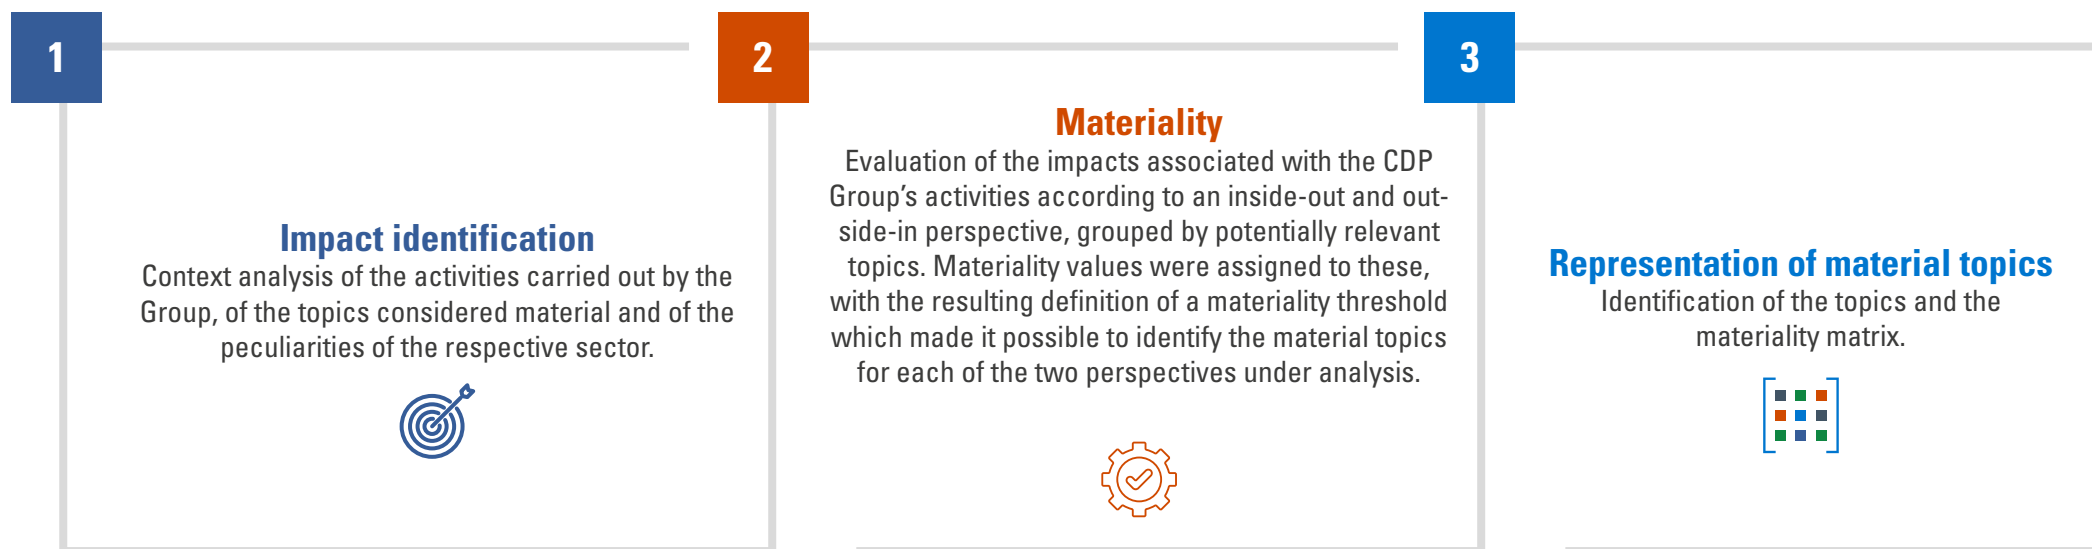 1
Impact identification
Context analysis of the activities carried out by the
Group, of the topics considered material and of the
peculiarities of the respective sector.
2
Materiality
Evaluation of the impacts associated with the CDP
Group’s activities according to an inside-out and out-
side-in perspective, grouped by potentially relevant
topics. Materiality values were assigned to these,
with the resulting definition of a materiality threshold
which made it possible to identify the material topics
for each of the two perspectives under analysis.
3
Representation of material topics
Identification of the topics and the
materiality matrix.